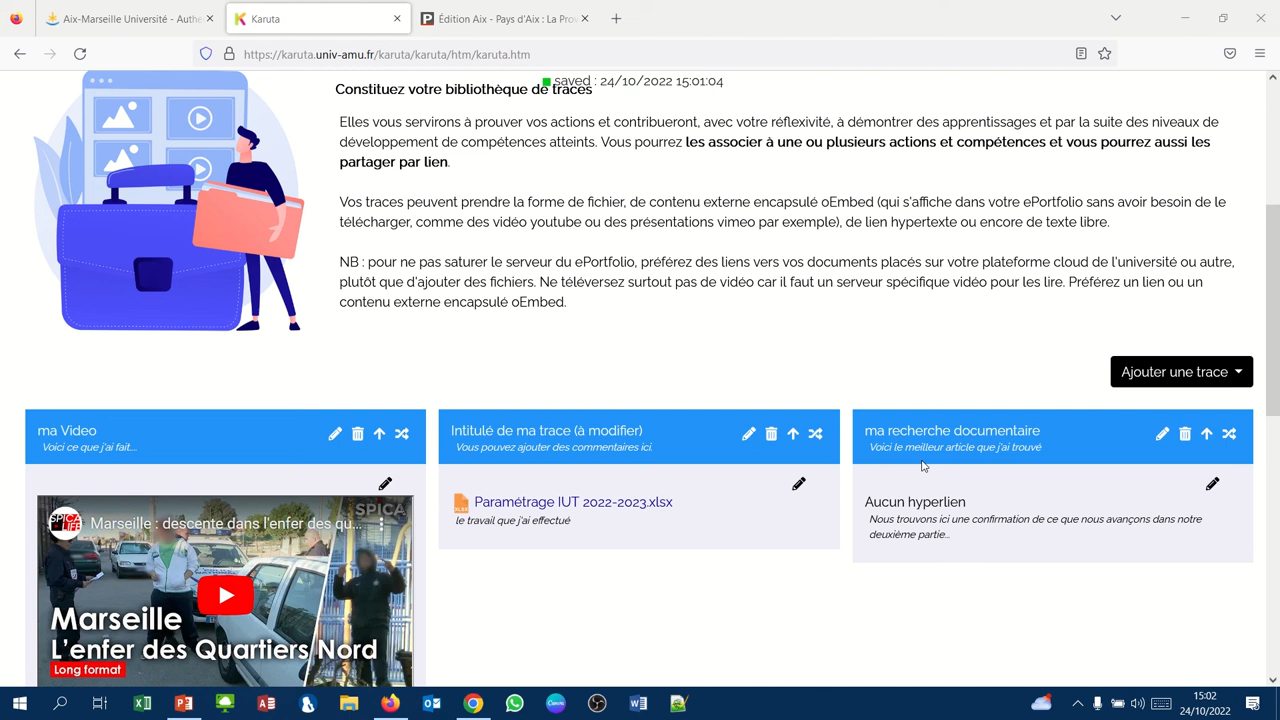 Aix-Marseille Université - Authe
Karuta
Édition Aix - Pays d'Aix : La Pro
https://karuta.univ-amu.fr/karuta/karuta/htm/karuta.htm
saved : 24/10/2022 15:01:04
Constituez votre bibliothèque de traces
Elles vous servirons à prouver vos actions et contribueront, avec votre réflexivité, à démontrer des apprentissages et par la suite des niveaux de
développement de compétences atteints. Vous pourrez les associer à une ou plusieurs actions et compétences et vous pourrez aussi les
partager par lien.
Vos traces peuvent prendre la forme de fichier, de contenu externe encapsulé oEmbed (qui s'affiche dans votre ePortfolio sans avoir besoin de le
télécharger, comme des vidéo youtube ou des présentations vimeo par exemple), de lien hypertexte ou encore de texte libre.
NB : pour ne pas saturer le serveur du ePortfolio, préférez des liens vers vos documents placés sur votre plateforme cloud de l'université ou autre,
plutôt que d'ajouter des fichiers. Ne téléversez surtout pas de vidéo car il faut un serveur spécifique vidéo pour les lire. Préférez un lien ou un
contenu externe encapsulé oEmbed.
Ajouter une trace
ma Video
Voici ce que j'ai fait....
Intitulé de ma trace (à modifier)
Vous pouvez ajouter des commentaires ici.
ma recherche documentaire
Voici le meilleur article que j'ai trouvé
SPICA LIFE
Marseille : descente dans l'enfer des qu...
SPICA
Marseille
L'enfer des Quartiers Nord
Long format
XLSX
Paramétrage IUT 2022-2023.xlsx
le travail que j'ai effectué
Aucun hyperlien
Nous trouvons ici une confirmation de ce que nous avançons dans notre
deuxième partie...
15:02
24/10/2022